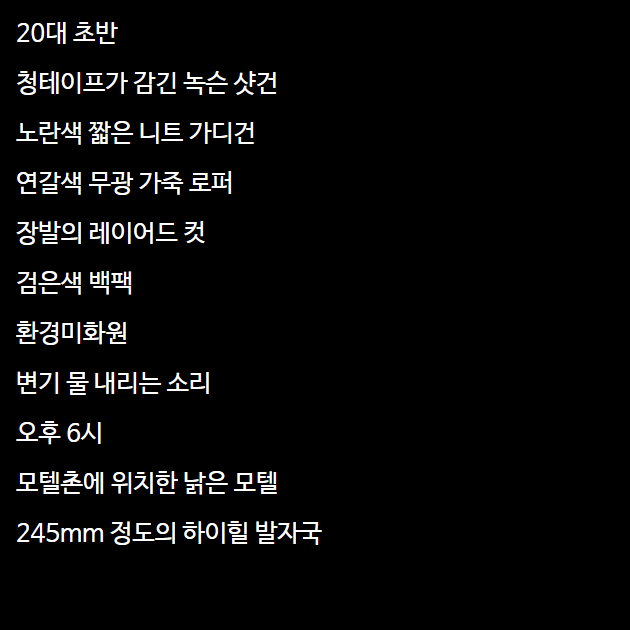 20대 초반
청테이프가 감긴 녹슨 샷건
노란색 짧은 니트 가디건
연갈색 무광 가죽 로퍼
장발의 레이어드 컷
검은색 백팩
환경미화원
변기 물 내리는 소리
오후 6시
모텔촌에 위치한 낡은 모텔
245mm 정도의 하이힐 발자국